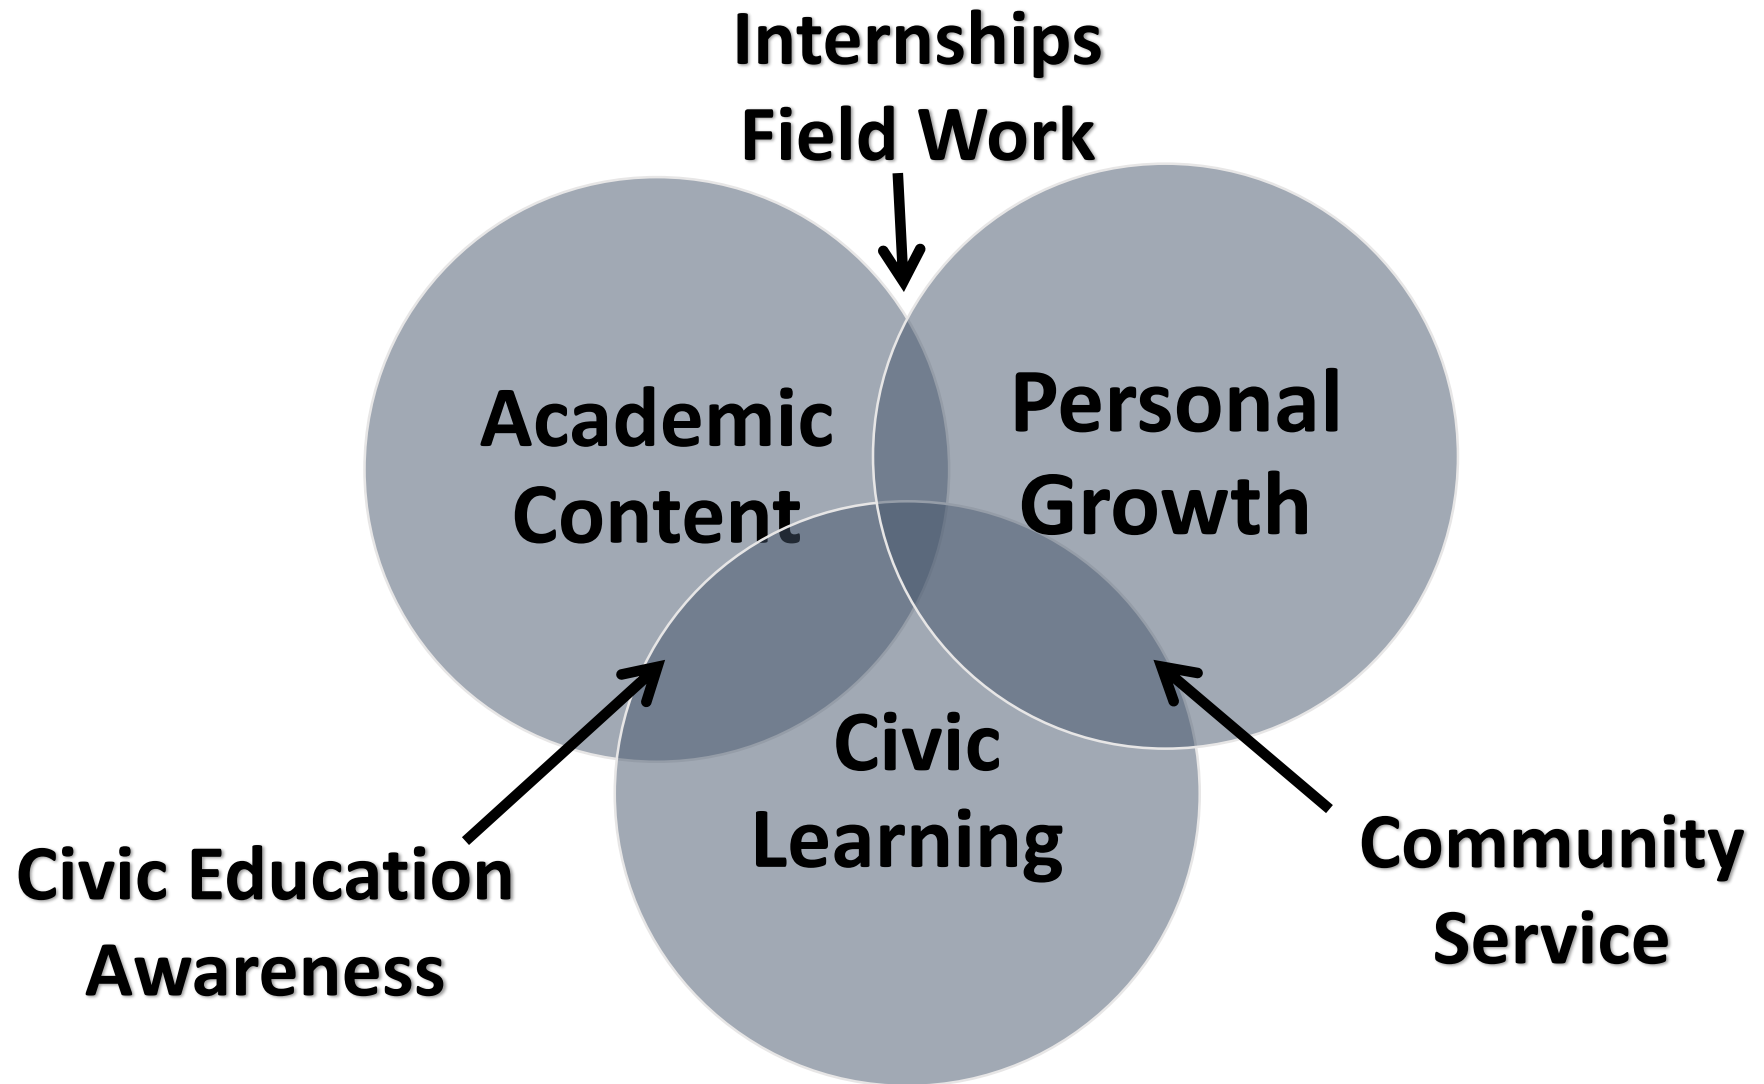 Internships
Field Work
Academic
Content
Personal
Growth
Civic
Learning
Civic Education
Awareness
Community
Service